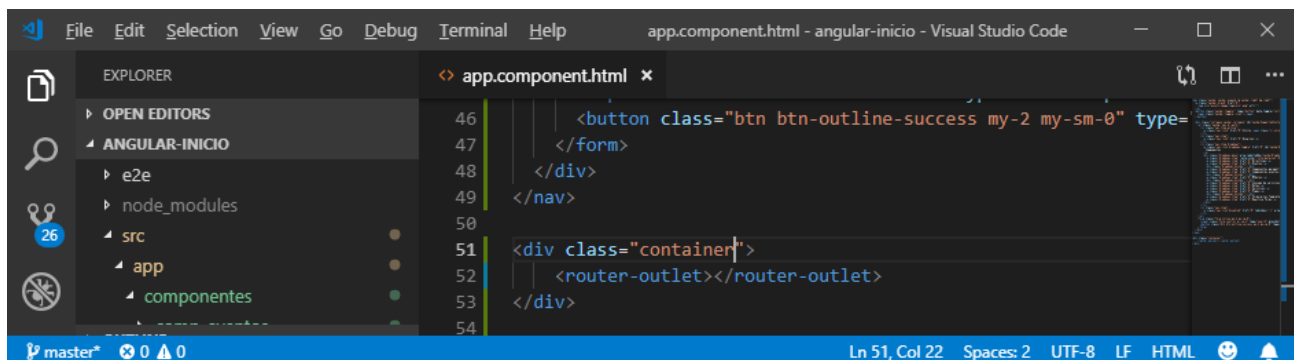 File Edit Selection View Go Debug Terminal Help app.component.html - angular-inicio - Visual Studio Code
EXPLORER
OPEN EDITORS
ANGULAR-INICIO
e2e
node_modules
src
app
componentes
26
app.component.html
46 <button class="btn btn-outline-success my-2 my-sm-0" type=
47 </form>
48 </div>
49 </nav>
50
51 <div class="container">
52 <router-outlet></router-outlet>
53 </div>
54
master* 0 0 Ln 51, Col 22 Spaces: 2 UTF-8 LF HTML